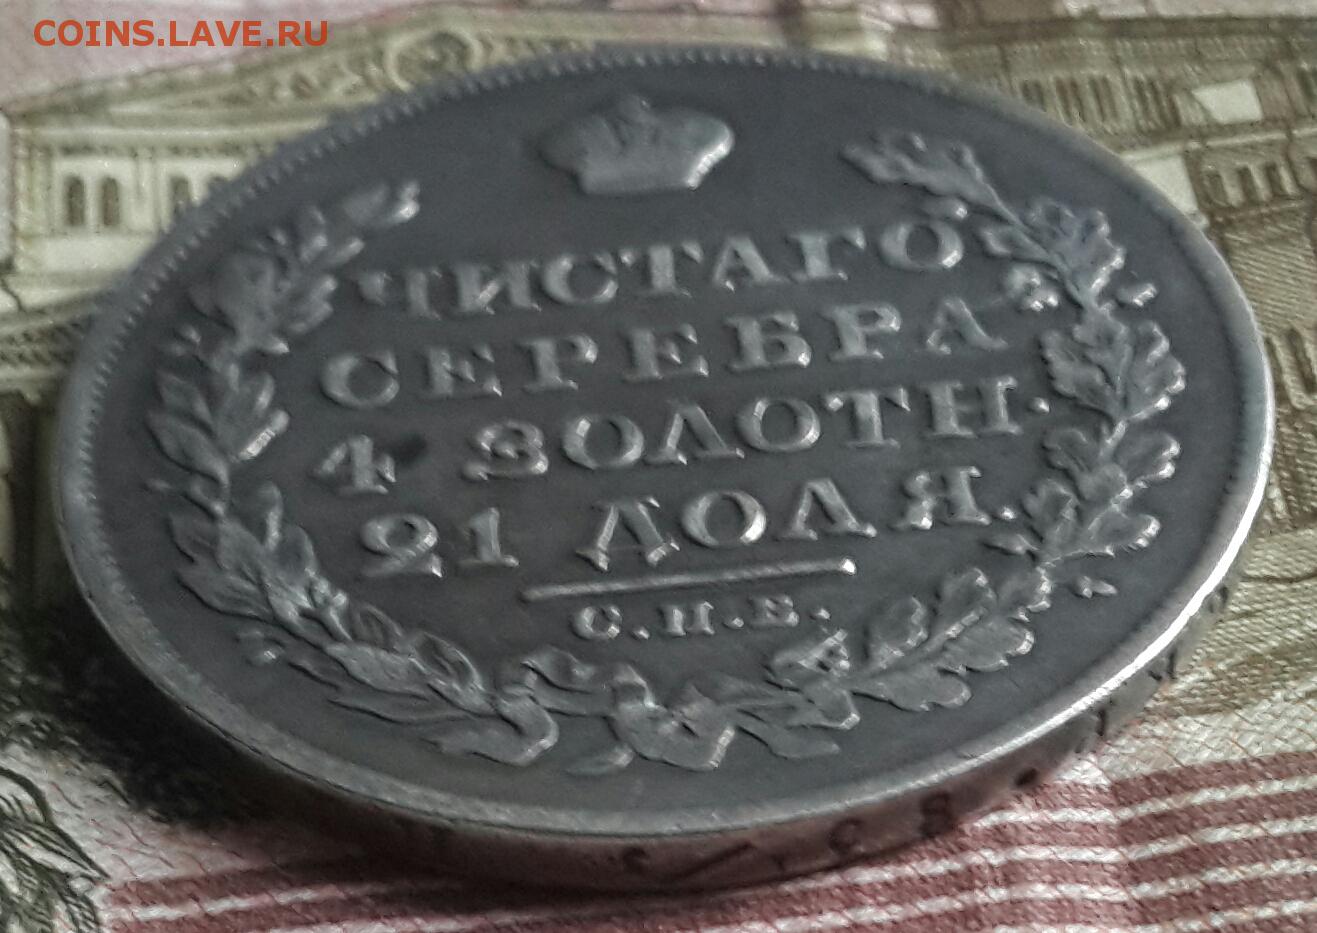 COINS.LAVE.RU
ЧИСТАГО
СЕРЕБРА
4 ЗОЛОТН.
21 ДОЛЯ.
С.П.Б.